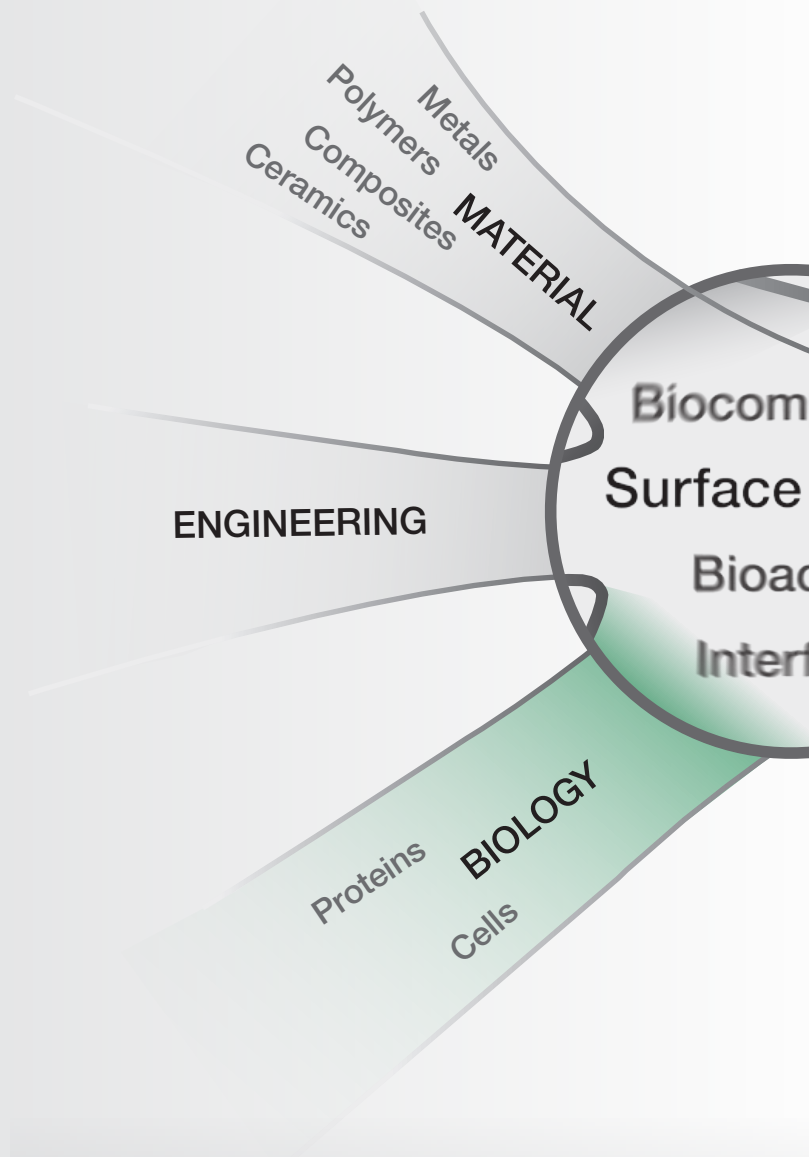 Metals
Polymers
Composites
Ceramics
MATERIAL
Biocom
Surface
ENGINEERING
Bioac
Interf
BIOLOGY
Proteins
Cells